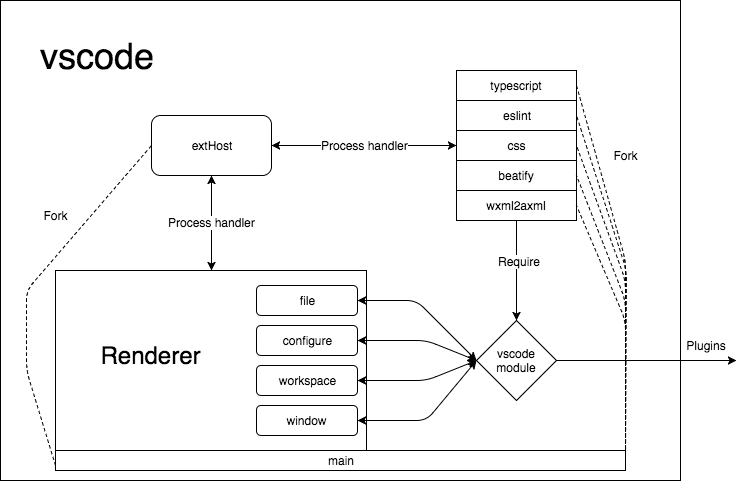 vscode
typescript
eslint
css
beatify
wxml2axml
extHost
Process handler
Fork
Fork
Process handler
Require
Renderer
file
configure
workspace
window
vscode
module
Plugins
main